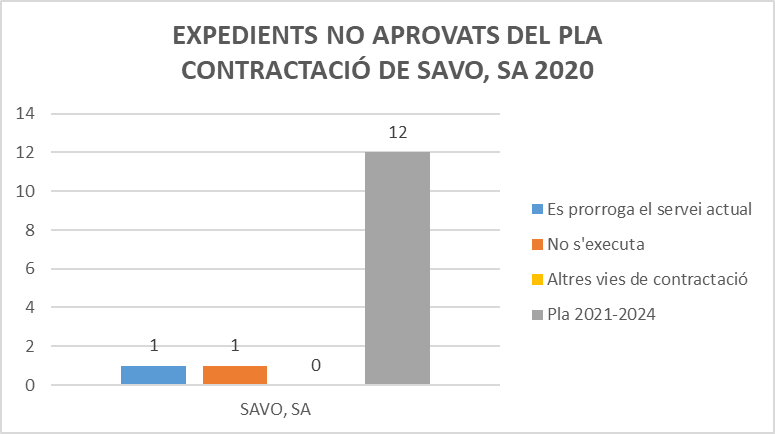 EXPEDIENTS NO APROVATS DEL PLA
CONTRACTACIÓ DE SAVO, SA 2020
14
12
10
8
6
4
2
0
1
1
0
12
SAVO, SA
Es prorroga el servei actual
No s'executa
Altres vies de contractació
Pla 2021-2024